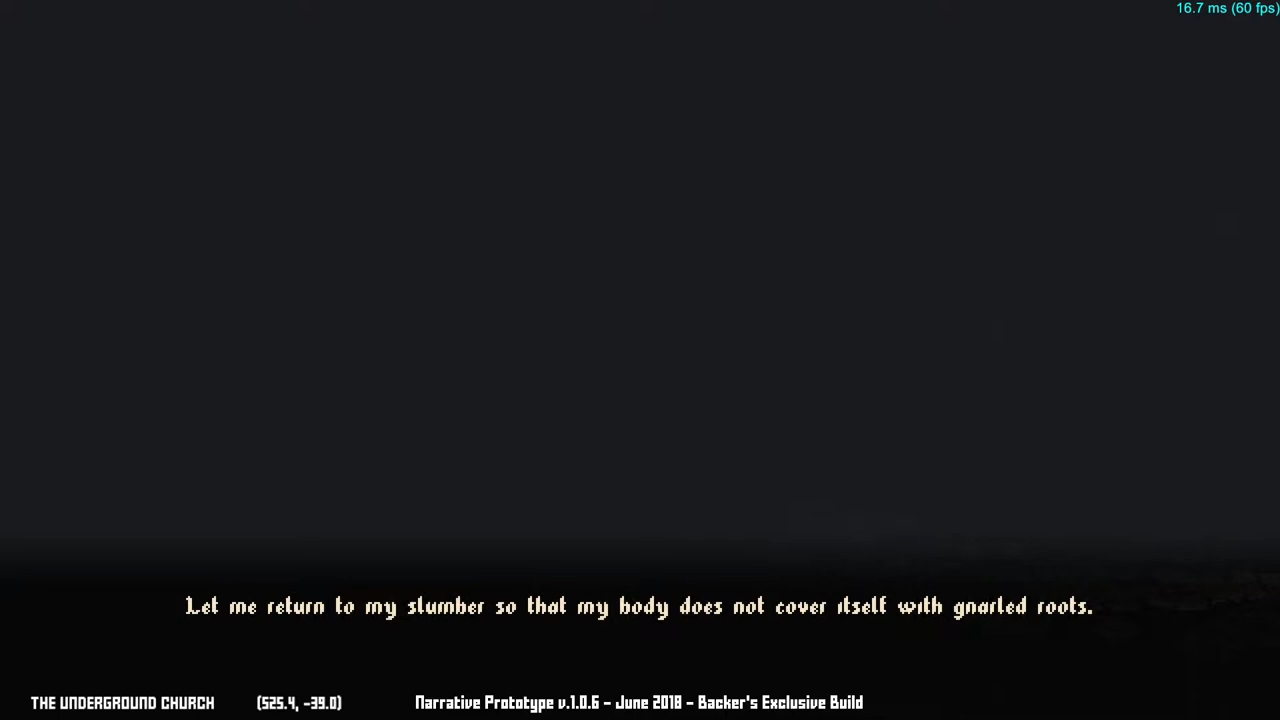 16.7 ms (60 fps)
Let me return to my slumber so that my body does not cover itself with gnarled roots.
THE UNDERGROUND CHURCH (525.4, -39.0) Narrative Prototype v.1.0.6 - June 2018 - Backer's Exclusive Build